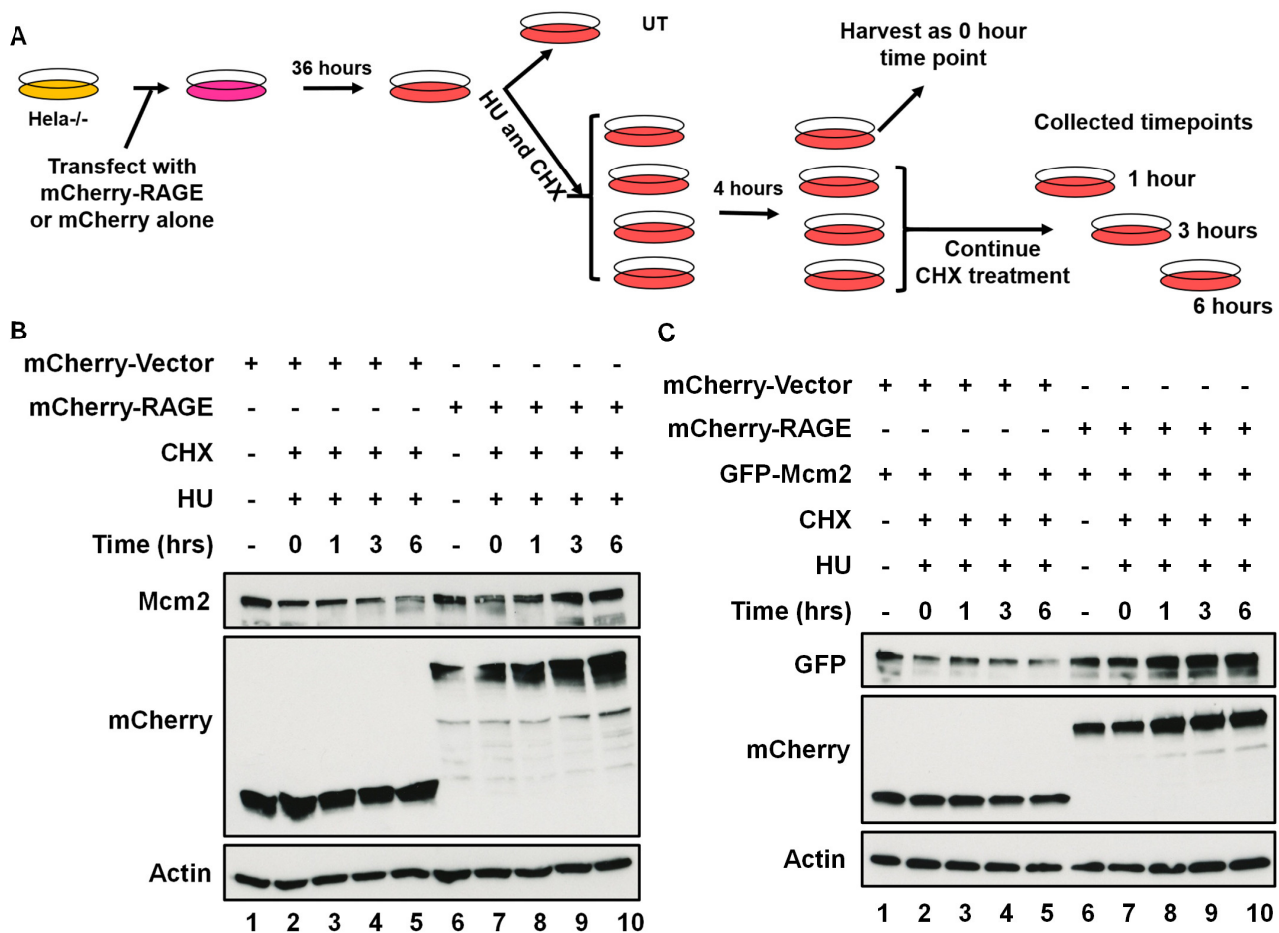 A
Hela-/-
Transfect with
mCherry-RAGE
or mCherry alone
36 hours
UT
HU and CHX
4 hours
Harvest as 0 hour
time point
Continue
CHX treatment
Collected timepoints
1 hour
3 hours
6 hours
B
mCherry-Vector + + + + + - - - - -
mCherry-RAGE - - - - - + + + + +
CHX - + + + + - + + + +
HU - + + + + - + + + +
Time (hrs) - 0 1 3 6 - 0 1 3 6
Mcm2
mCherry
Actin
1 2 3 4 5 6 7 8 9 10
C
mCherry-Vector + + + + + - - - - -
mCherry-RAGE - - - - - + + + + +
GFP-Mcm2 + + + + + + + + + +
CHX - + + + + - + + + +
HU - + + + + - + + + +
Time (hrs) - 0 1 3 6 - 0 1 3 6
GFP
mCherry
Actin
1 2 3 4 5 6 7 8 9 10